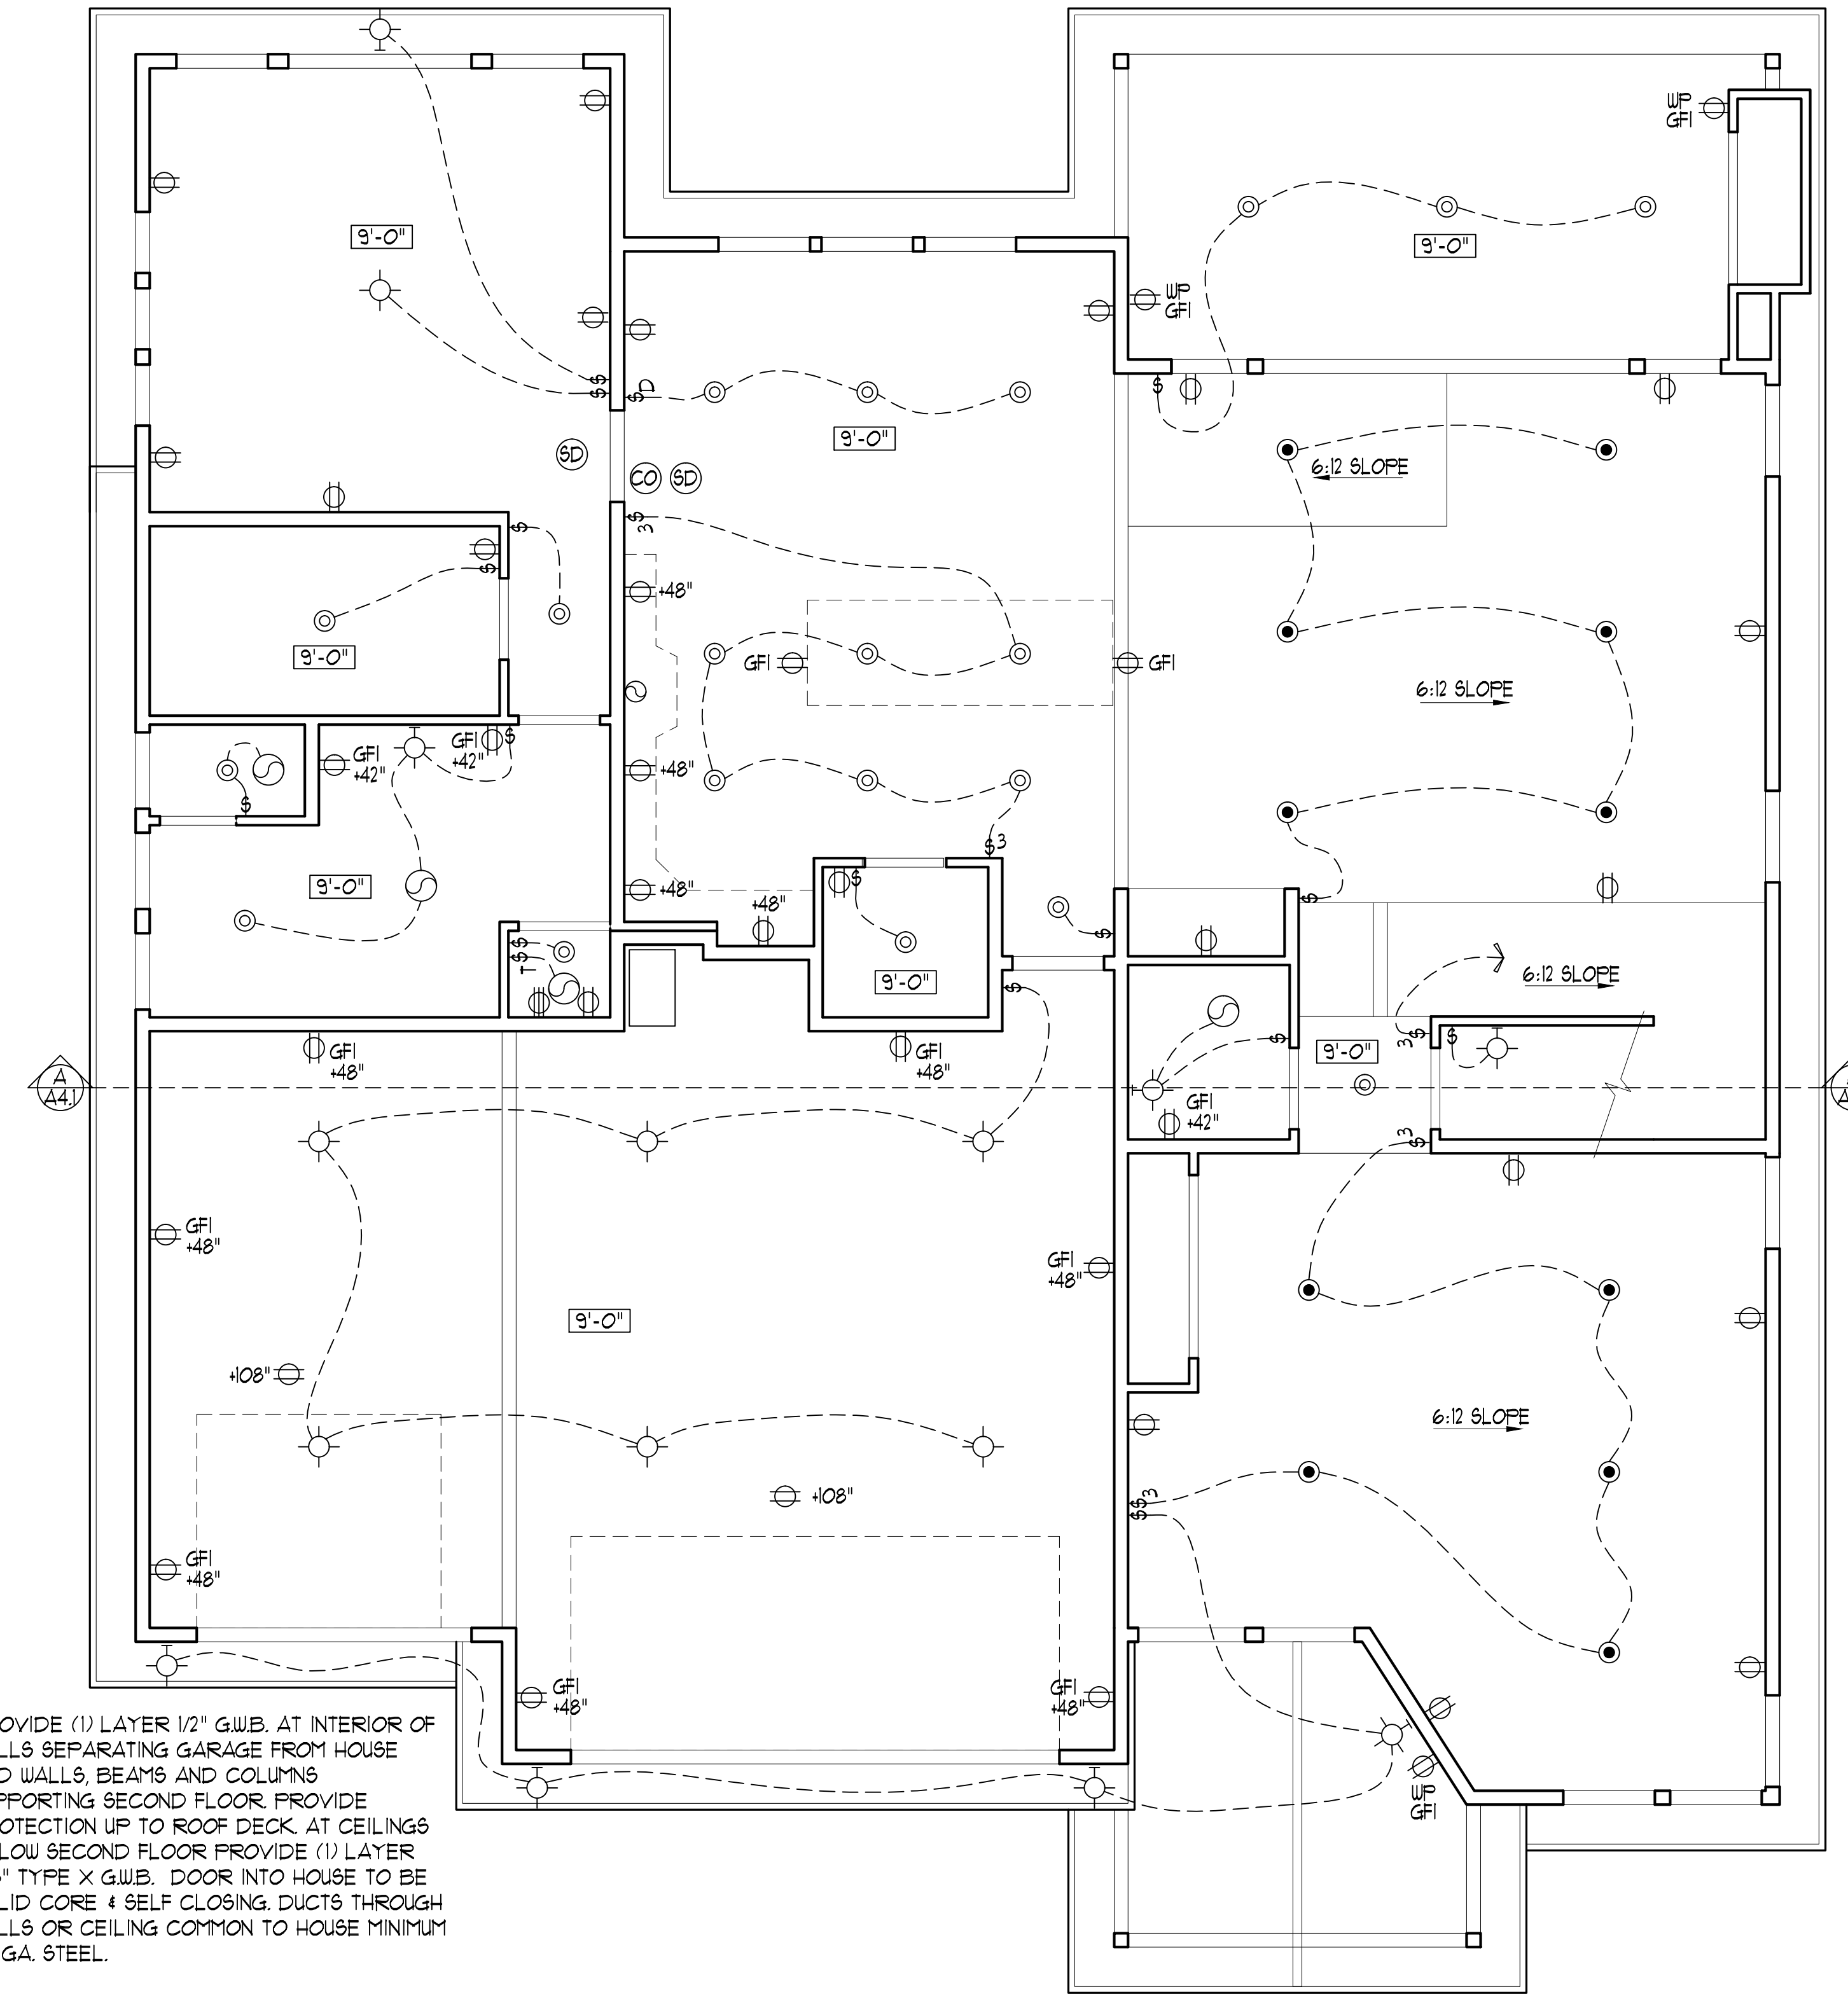 WP
GFI
9'-0"
9'-0"
WP
GFI
$
$
D
$
$
9'-0"
SD
CO
SD
6:12 SLOPE
$
$
3
$
+48"
9'-0"
GFI
GFI
6:12 SLOPE
GFI
+42"
GFI
+42"
$
+48"
$
$
3
9'-0"
+48"
$
+48"
$
$
$
$
T
9'-0"
6:12 SLOPE
$
GFI
+48"
GFI
+48"
$
9'-0"
3
$
$
A
A4.1
GFI
+42"
3
$
GFI
+48"
GFI
+48"
9'-0"
+108"
6:12 SLOPE
+108"
$
3
$
GFI
+48"
GFI
+48"
GFI
+48"
WP
GFI
OVIDE (1) LAYER 1/2" G.W.B. AT INTERIOR OF
LLS SEPARATING GARAGE FROM HOUSE
D WALLS, BEAMS AND COLUMNS
PPORTING SECOND FLOOR. PROVIDE
OTECTION UP TO ROOF DECK. AT CEILINGS
LOW SECOND FLOOR PROVIDE (1) LAYER
" TYPE X G.W.B. DOOR INTO HOUSE TO BE
LID CORE & SELF CLOSING. DUCTS THROUGH
LLS OR CEILING COMMON TO HOUSE MINIMUM
GA. STEEL.